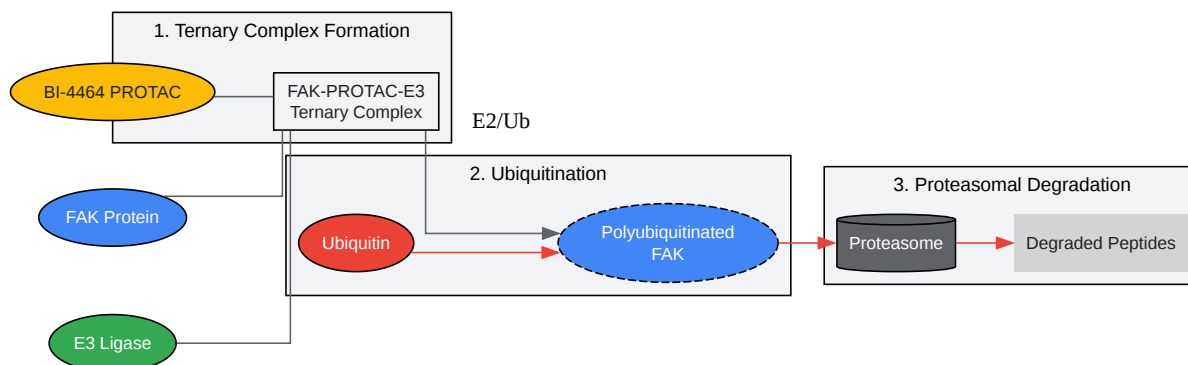 1. Ternary Complex Formation
BI-4464 PROTAC
FAK-PROTAC-E3
Ternary Complex
E2/Ub
2. Ubiquitination
3. Proteasomal Degradation
FAK Protein
Ubiquitin
Polyubiquitinated
FAK
Proteasome
Degraded Peptides
E3 Ligase